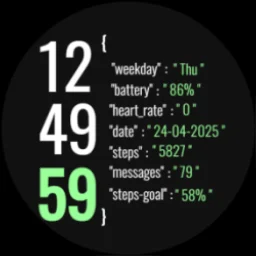 12
49
59
{
"weekday" : " Thu "
"battery" : " 86% "
"heart_rate" : " 0 "
"date" : " 24-04-2025 "
"steps" : " 5827 "
"messages" : " 79 "
"steps-goal" : " 58% "
}